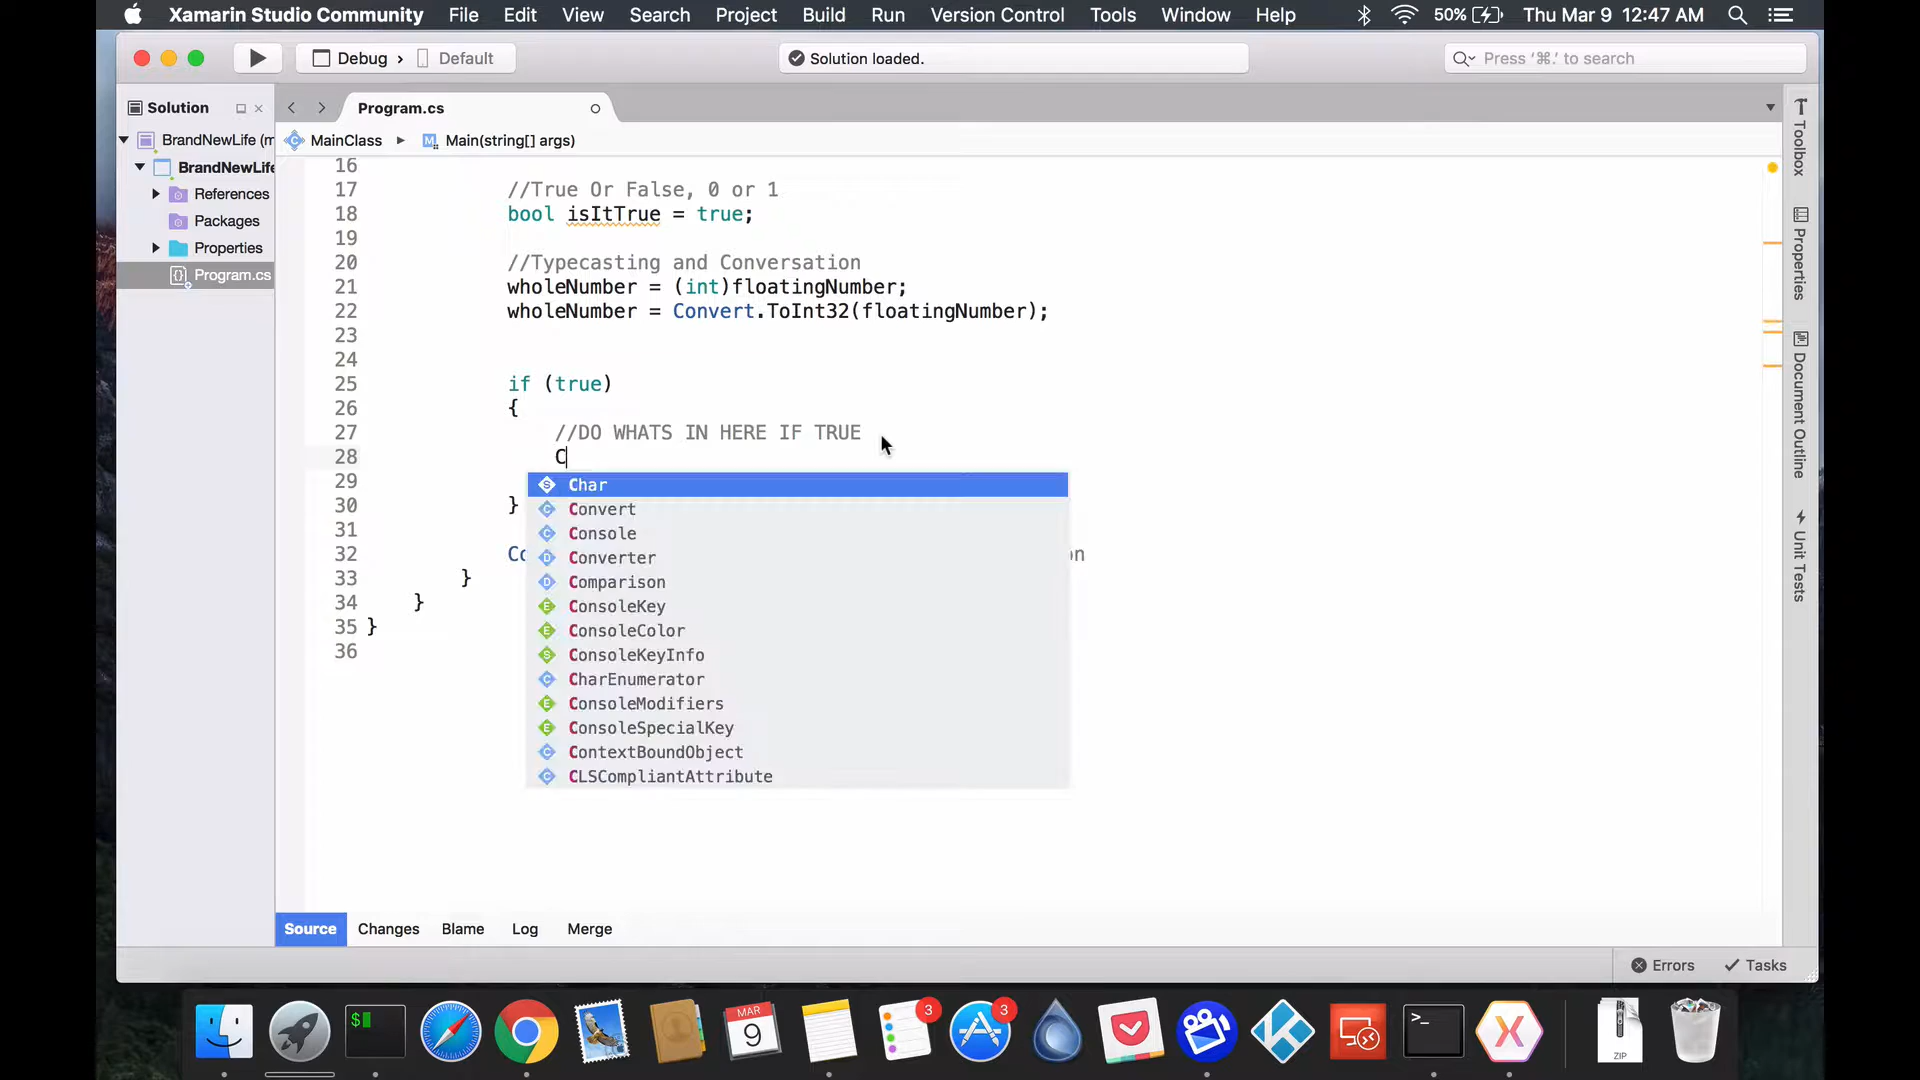 Xamarin Studio Community File Edit View Search Project Build Run Version Control Tools Window Help 50% Thu Mar 9 12:47 AM
Debug Default
Solution loaded.
Press '⌘.' to search
Solution
Program.cs
BrandNewLife (m
MainClass Main(string[] args)
BrandNewLife
References
Packages
Properties
Program.cs
16
17 //True Or False, 0 or 1
18 bool isItTrue = true;
19
20 //Typecasting and Conversation
21 wholeNumber = (int)floatingNumber;
22 wholeNumber = Convert.ToInt32(floatingNumber);
23
24
25 if (true)
26 {
27 //DO WHATS IN HERE IF TRUE
28 C
29
30 }
31
32 Co on
33 }
34 }
35 }
36
Char
Convert
Console
Converter
Comparison
ConsoleKey
ConsoleColor
ConsoleKeyInfo
CharEnumerator
ConsoleModifiers
ConsoleSpecialKey
ContextBoundObject
CLSCompliantAttribute
Toolbox
Properties
Document Outline
Unit Tests
Source Changes Blame Log Merge
Errors Tasks
$
MAR
9
3
3
>_
ZIP